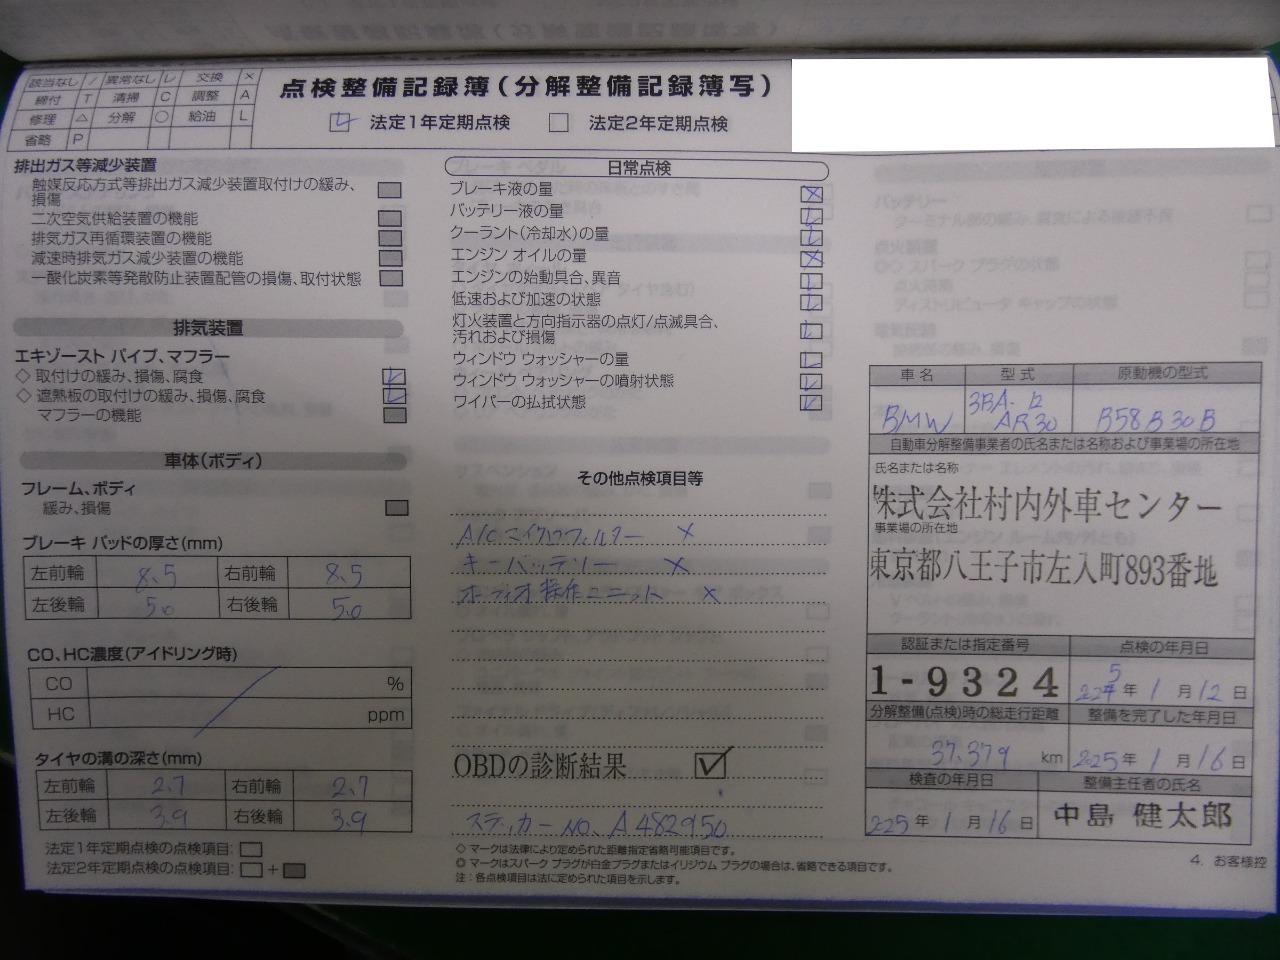 該当なし / 異常なし レ 交換 ×
締付 T 清掃 C 調整 A
修理 △ 分解 ○ 給油 L
省略 P
点検整備記録簿(分解整備記録簿写)
レ 法定1年定期点検 □ 法定2年定期点検
排出ガス等減少装置
触媒反応方式等排出ガス減少装置取付けの緩み、
損傷
二次空気供給装置の機能
排気ガス再循環装置の機能
減速時排気ガス減少装置の機能
一酸化炭素等発散防止装置配管の損傷、取付状態
排気装置
エキゾースト パイプ、マフラー
◇ 取付けの緩み、損傷、腐食 レ
◇ 遮熱板の取付けの緩み、損傷、腐食 レ
マフラーの機能
車体(ボディ)
フレーム、ボディ
緩み、損傷
ブレーキ パッドの厚さ(mm)
左前輪 8.5 右前輪 8.5
左後輪 5.0 右後輪 5.0
CO、HC濃度(アイドリング時)
CO %
HC ppm
タイヤの溝の深さ(mm)
左前輪 2.7 右前輪 2.7
左後輪 3.9 右後輪 3.9
法定1年定期点検の点検項目: □
法定2年定期点検の点検項目: □ + ■
日常点検
ブレーキ液の量 ×
バッテリー液の量 レ
クーラント(冷却水)の量 レ
エンジン オイルの量 ×
エンジンの始動具合、異音 レ
低速および加速の状態 レ
灯火装置と方向指示器の点灯/点滅具合、
汚れおよび損傷 レ
ウィンドウ ウォッシャーの量 レ
ウィンドウ ウォッシャーの噴射状態 レ
ワイパーの払拭状態 レ
その他点検項目等
A/Cマイクロフィルター ×
キーバッテリー ×
オーディオ操作ユニット ×
OBDの診断結果 ☑
ステッカーNO、A482950
◇ マークは法律により定められた距離指定省略可能項目です。
◎ マークはスパーク プラグが白金プラグまたはイリジウム プラグの場合は、省略できる項目です。
注:各点検項目は法に定められた項目を示します。
車名 型式 原動機の型式
BMW 3BA-12AR30 B58B30B
自動車分解整備事業者の氏名または名称および事業場の所在地
氏名または名称
株式会社村内外車センター
事業場の所在地
東京都八王子市左入町893番地
認証または指定番号 点検の年月日
1-9324 5 年 1 月 12 日
分解整備(点検)時の総走行距離 整備を完了した年月日
37,379 km 225 年 1 月 16 日
検査の年月日 整備主任者の氏名
225 年 1 月 16 日 中島 健太郎
4. お客様控